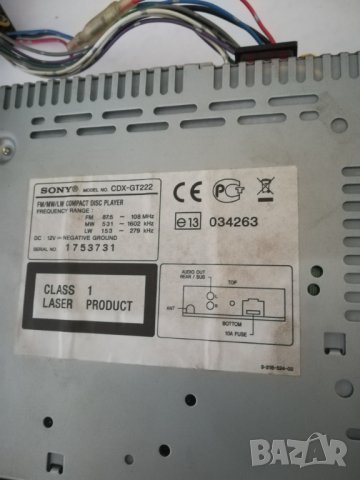 SONY® MODEL NO. CDX-GT222
FM/MW/LW COMPACT DISC PLAYER
FREQUENCY RANGE:
FM 87.5 — 108 MHz
MW 531 — 1602 kHz
LW 153 — 279 kHz
DC 12V ⎓ NEGATIVE GROUND
SERIAL NO. 1753731
CE
e13 034263
CLASS 1
LASER PRODUCT
AUDIO OUT
REAR / SUB
TOP
L
R
ANT
BOTTOM
10A FUSE
BAZAR